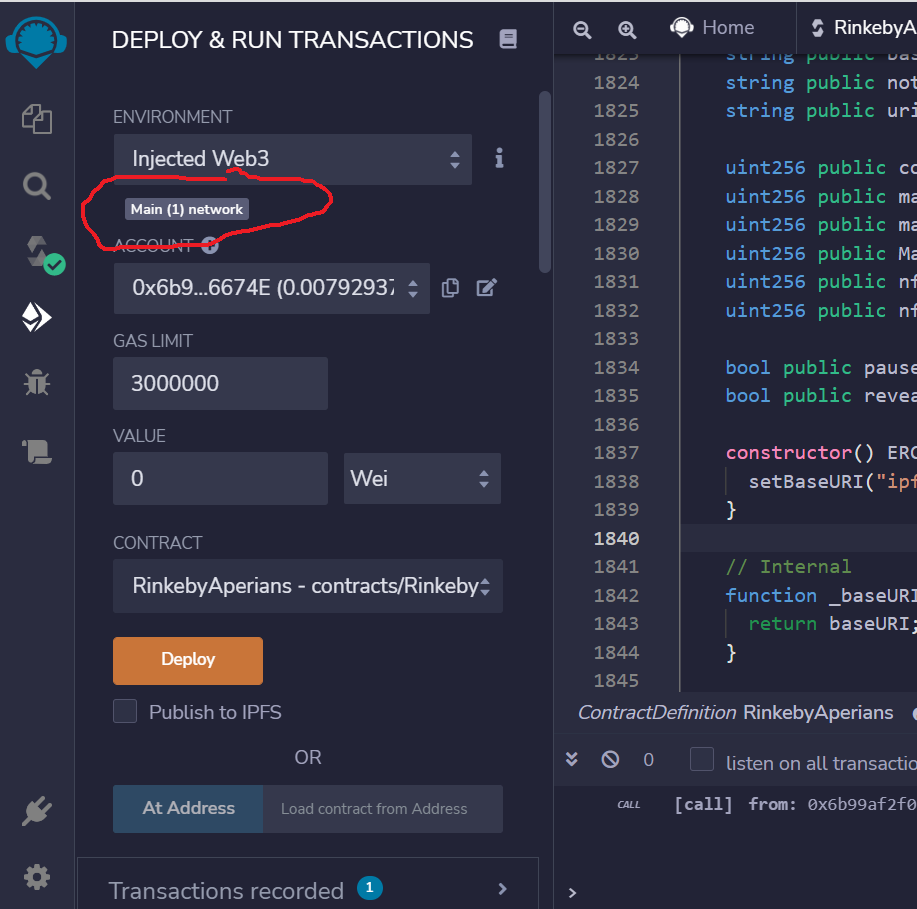 DEPLOY & RUN TRANSACTIONS
ENVIRONMENT
Injected Web3
Main (1) network
ACCOUNT
0x6b9...6674E (0.0079293
GAS LIMIT
3000000
VALUE
0
Wei
CONTRACT
RinkebyAperians - contracts/Rinkeby
Deploy
Publish to IPFS
OR
At Address
Load contract from Address
Transactions recorded 1
Home
RinkebyA
1823 string public bas
1824 string public not
1825 string public uri
1826
1827 uint256 public co
1828 uint256 public ma
1829 uint256 public ma
1830 uint256 public Ma
1831 uint256 public nf
1832 uint256 public nf
1833
1834 bool public pause
1835 bool public revea
1836
1837 constructor() ERC
1838 setBaseURI("ipf
1839 }
1840
1841 // Internal
1842 function _baseURI
1843 return baseURI;
1844 }
1845
ContractDefinition RinkebyAperians
0
listen on all transactio
CALL [call] from: 0x6b99af2f0
>